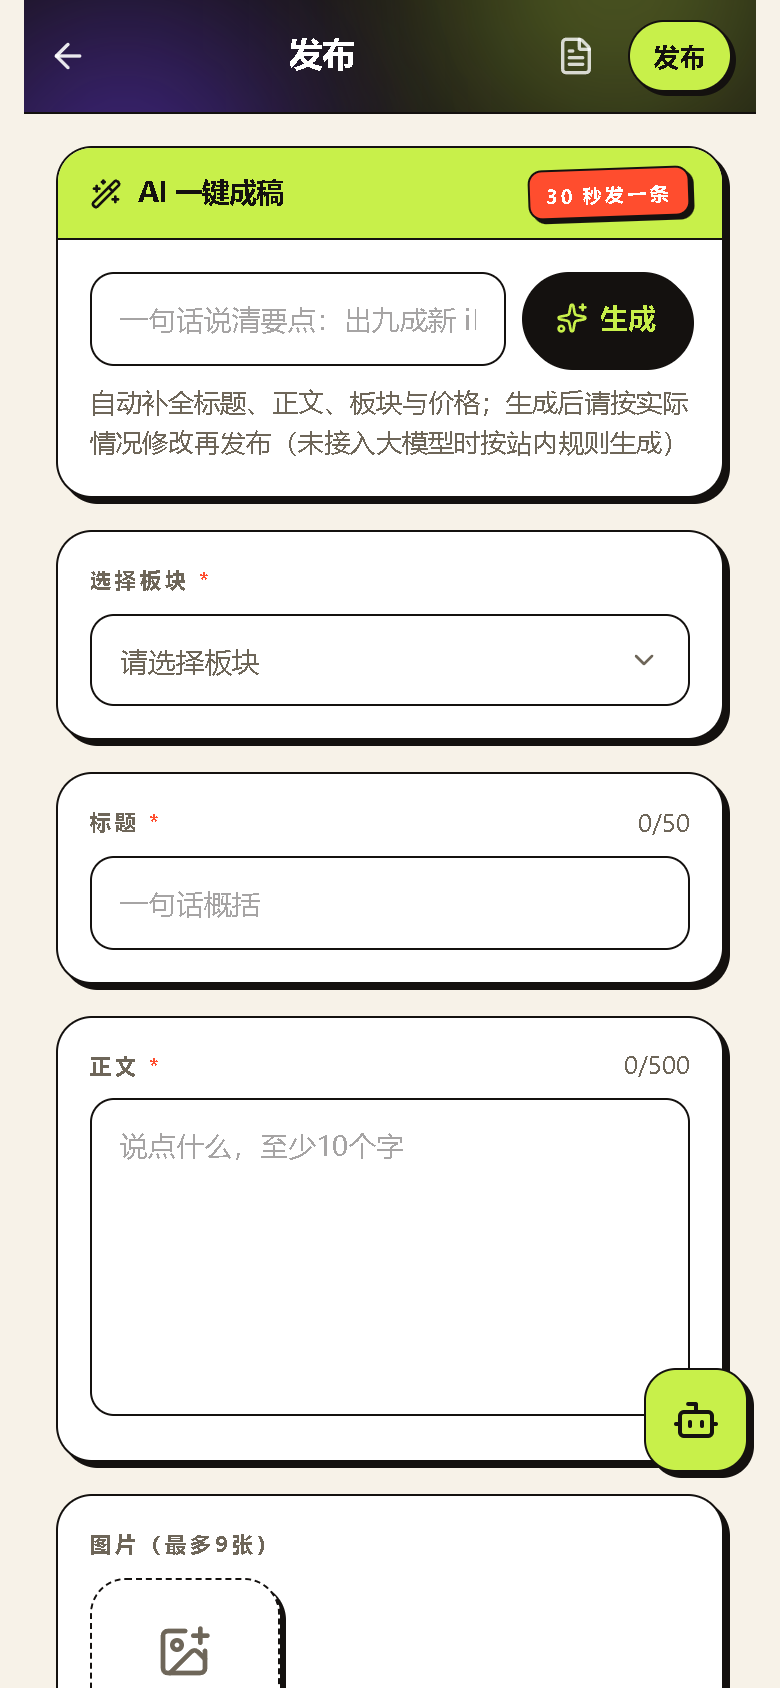 发布
发布
AI 一键成稿
30 秒发一条
一句话说清要点：出九成新
生成
自动补全标题、正文、板块与价格；生成后请按实际
情况修改再发布（未接入大模型时按站内规则生成）
选择板块 *
请选择板块
标题 *
0/50
一句话概括
正文 *
0/500
说点什么，至少10个字
图片（最多9张）